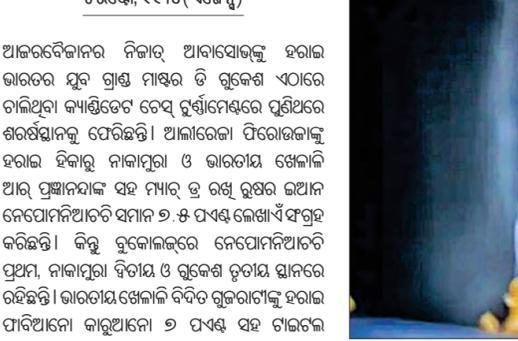 ଆଜରବୈଜାନର ନିଜାତ୍ ଆବାସୋଭ୍‌ଙ୍କୁ ହରାଇ
ଭାରତର ଯୁବ ଗ୍ରାଣ୍ଡ ମାଷ୍ଟର ଡି ଗୁକେଶ ଏଠାରେ
ଚାଲିଥିବା କ୍ୟାଣ୍ଡିଡେଟ ଚେସ୍ ଟୁର୍ଣ୍ଣାମେଣ୍ଟରେ ପୁଣିଥରେ
ଶରର୍ଷସ୍ଥାନକୁ ଫେରିଛନ୍ତି। ଆଲୀରେଜା ଫିରୋଉଜାଙ୍କୁ
ହରାଇ ହିକାରୁ ନାକାମୁରା ଓ ଭାରତୀୟ ଖେଳାଳି
ଆର୍ ପ୍ରଜ୍ଞାନନ୍ଦାଙ୍କ ସହ ମ୍ୟାଚ୍ ଡ୍ର ରଖି ରୁଷର ଇଆନ
ନେପୋମନିଆଚଚି ସମାନ ୭.୫ ପଏଣ୍ଟ ଲେଖାଏଁ ସଂଗ୍ରହ
କରିଛନ୍ତି। କିନ୍ତୁ ବୁକୋଲଜ୍‌ରେ ନେପୋମନିଆଚଚି
ପ୍ରଥମ, ନାକାମୁରା ଦ୍ୱିତୀୟ ଓ ଗୁକେଶ ତୃତୀୟ ସ୍ଥାନରେ
ରହିଛନ୍ତି। ଭାରତୀୟ ଖେଳାଳି ବିଦିତ ଗୁଜରାଟୀଙ୍କୁ ହରାଇ
ଫାବିଆନୋ କାରୁଆନୋ ୭ ପଏଣ୍ଟ ସହ ଟାଇଟଲ